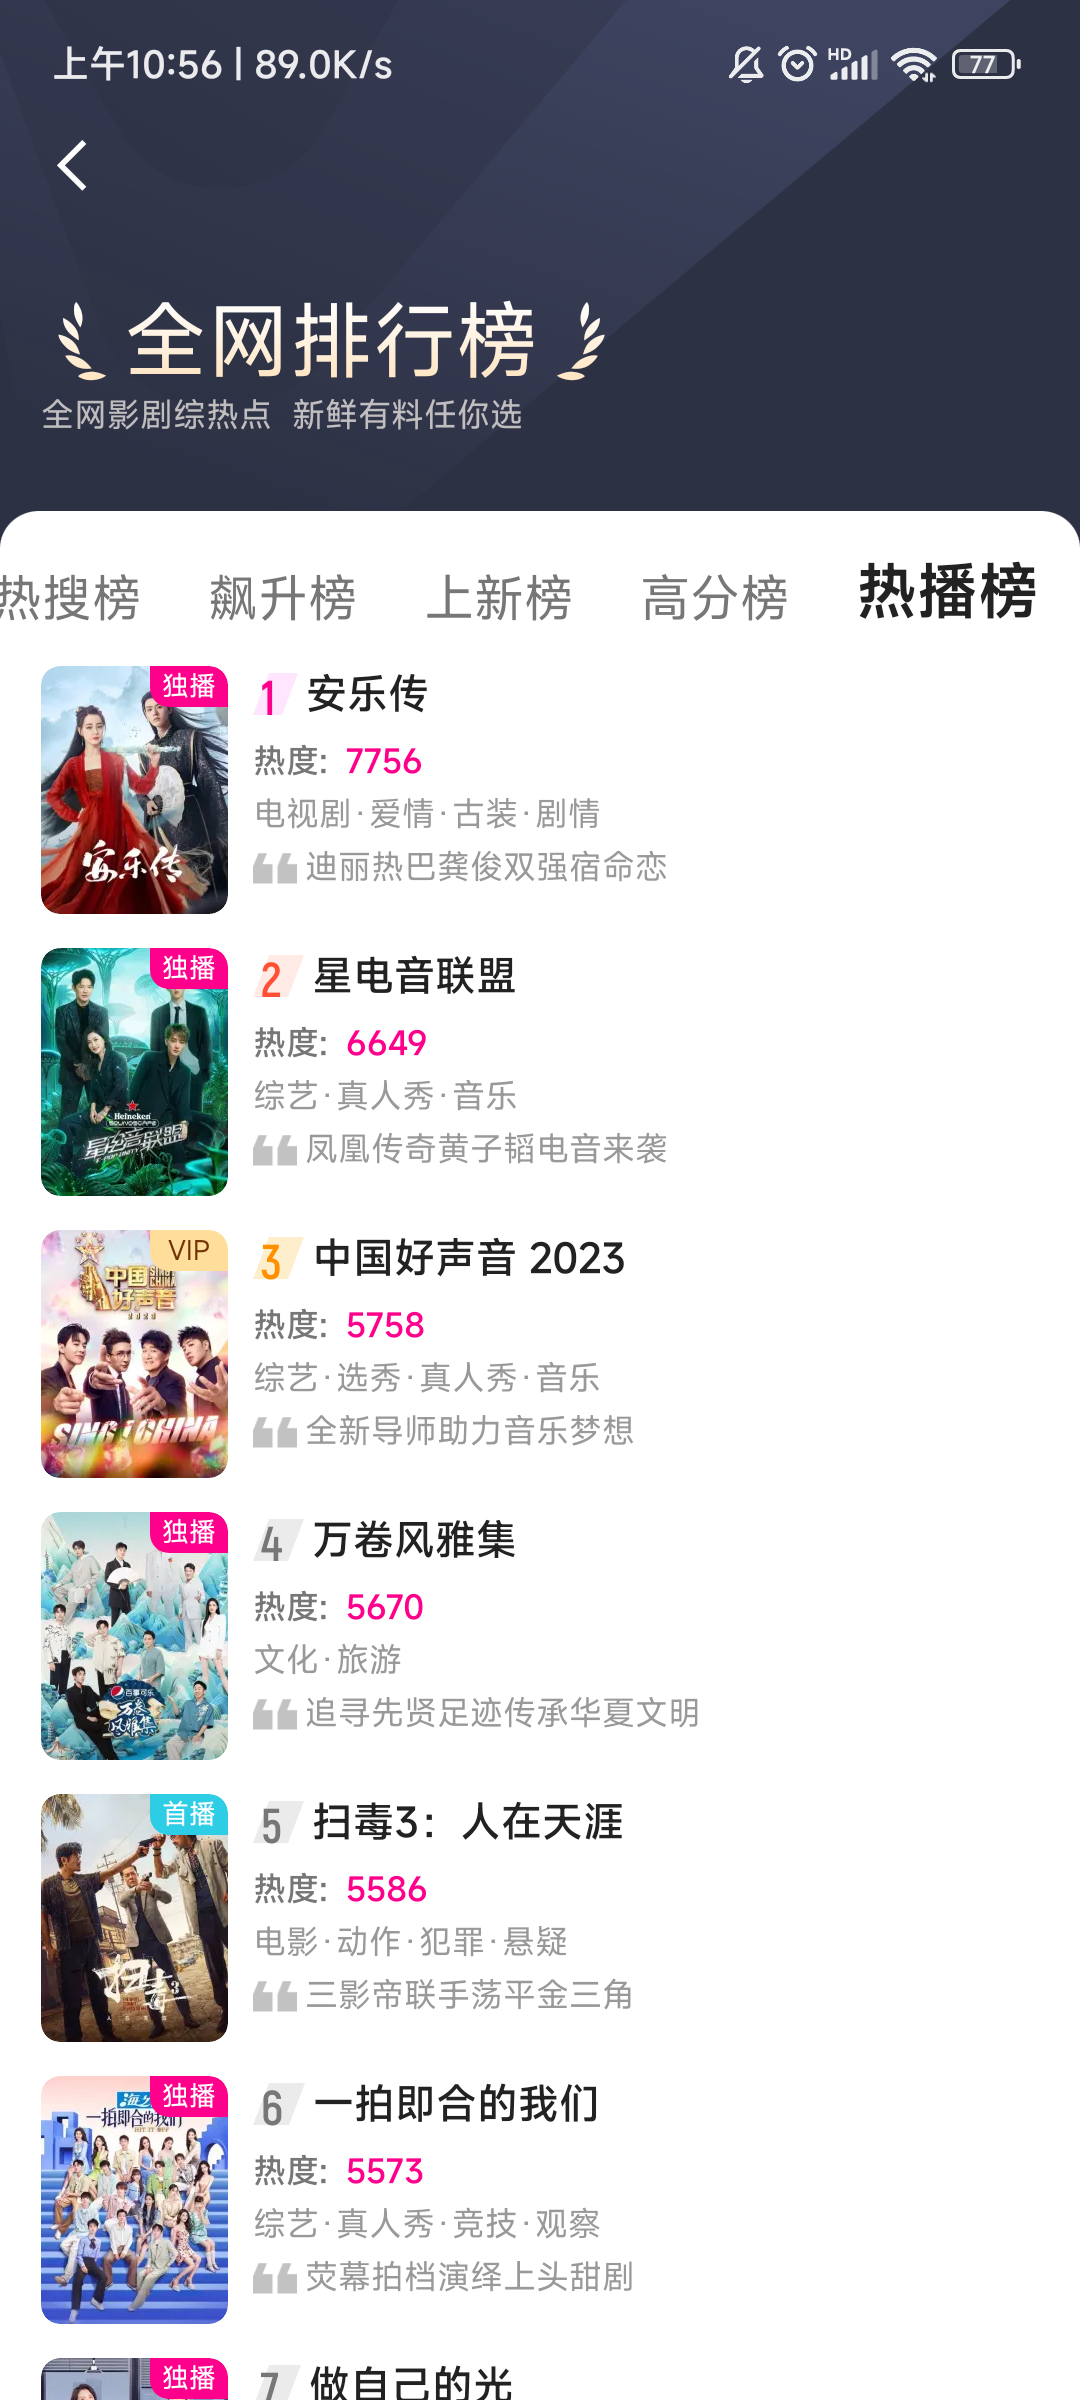 上午10:56 | 89.0K/s
HD
77
全网排行榜
全网影剧综热点 新鲜有料任你选
热搜榜 飙升榜 上新榜 高分榜 热播榜
独播
安乐传
1 安乐传
热度: 7756
电视剧·爱情·古装·剧情
迪丽热巴龚俊双强宿命恋
独播
Heineken
SOUNDSCAPE
星电音联盟
2 星电音联盟
热度: 6649
综艺·真人秀·音乐
凤凰传奇黄子韬电音来袭
VIP
中国
好声音
2023
SING! CHINA
3 中国好声音 2023
热度: 5758
综艺·选秀·真人秀·音乐
全新导师助力音乐梦想
独播
百事可乐
万卷
风雅集
4 万卷风雅集
热度: 5670
文化·旅游
追寻先贤足迹传承华夏文明
首播
扫毒3
5 扫毒3：人在天涯
热度: 5586
电影·动作·犯罪·悬疑
三影帝联手荡平金三角
独播
一拍即合的我们
6 一拍即合的我们
热度: 5573
综艺·真人秀·竞技·观察
荧幕拍档演绎上头甜剧
独播
7 做自己的光